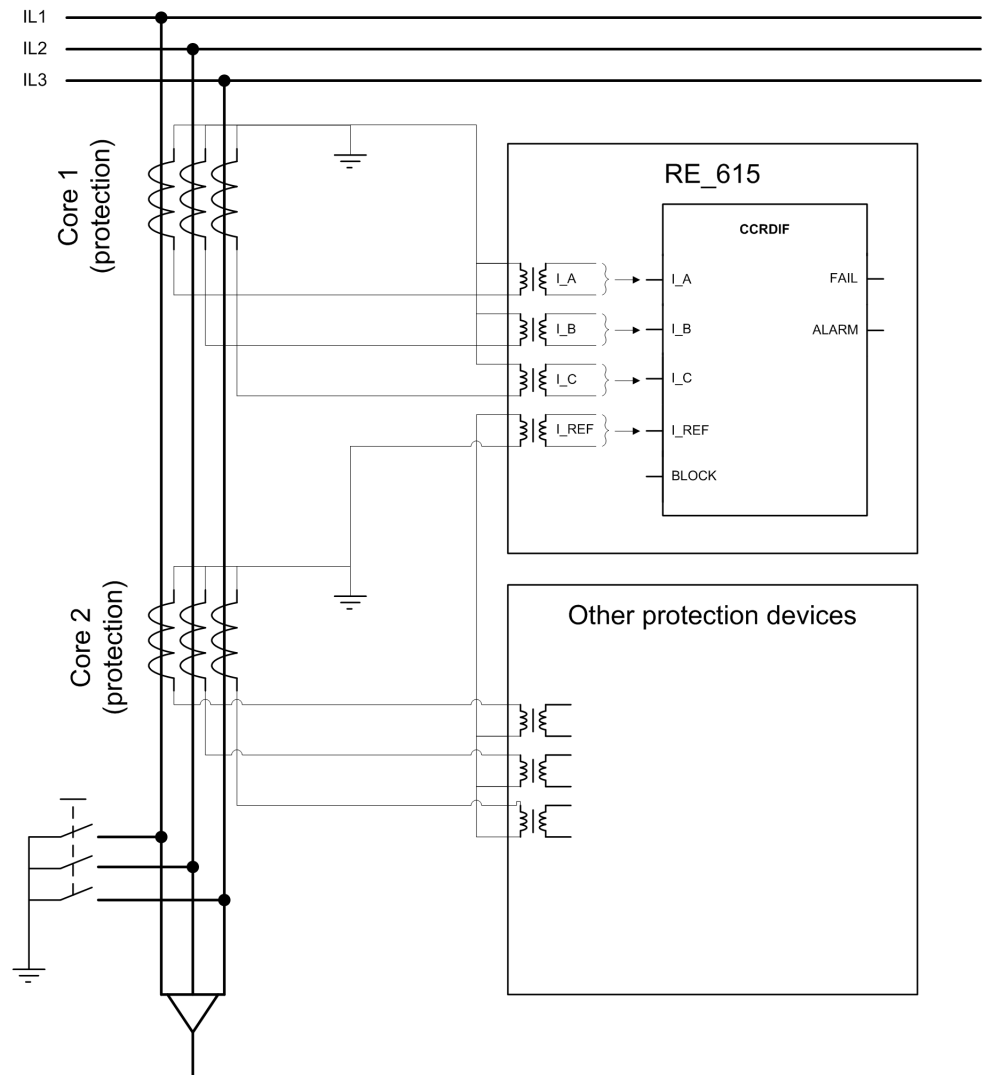 IL1
IL2
IL3
Core 1
(protection)
RE_615
CCRDIF
I_A
I_A
FAIL
I_B
I_B
ALARM
I_C
I_C
I_REF
I_REF
BLOCK
Core 2
(protection)
Other protection devices